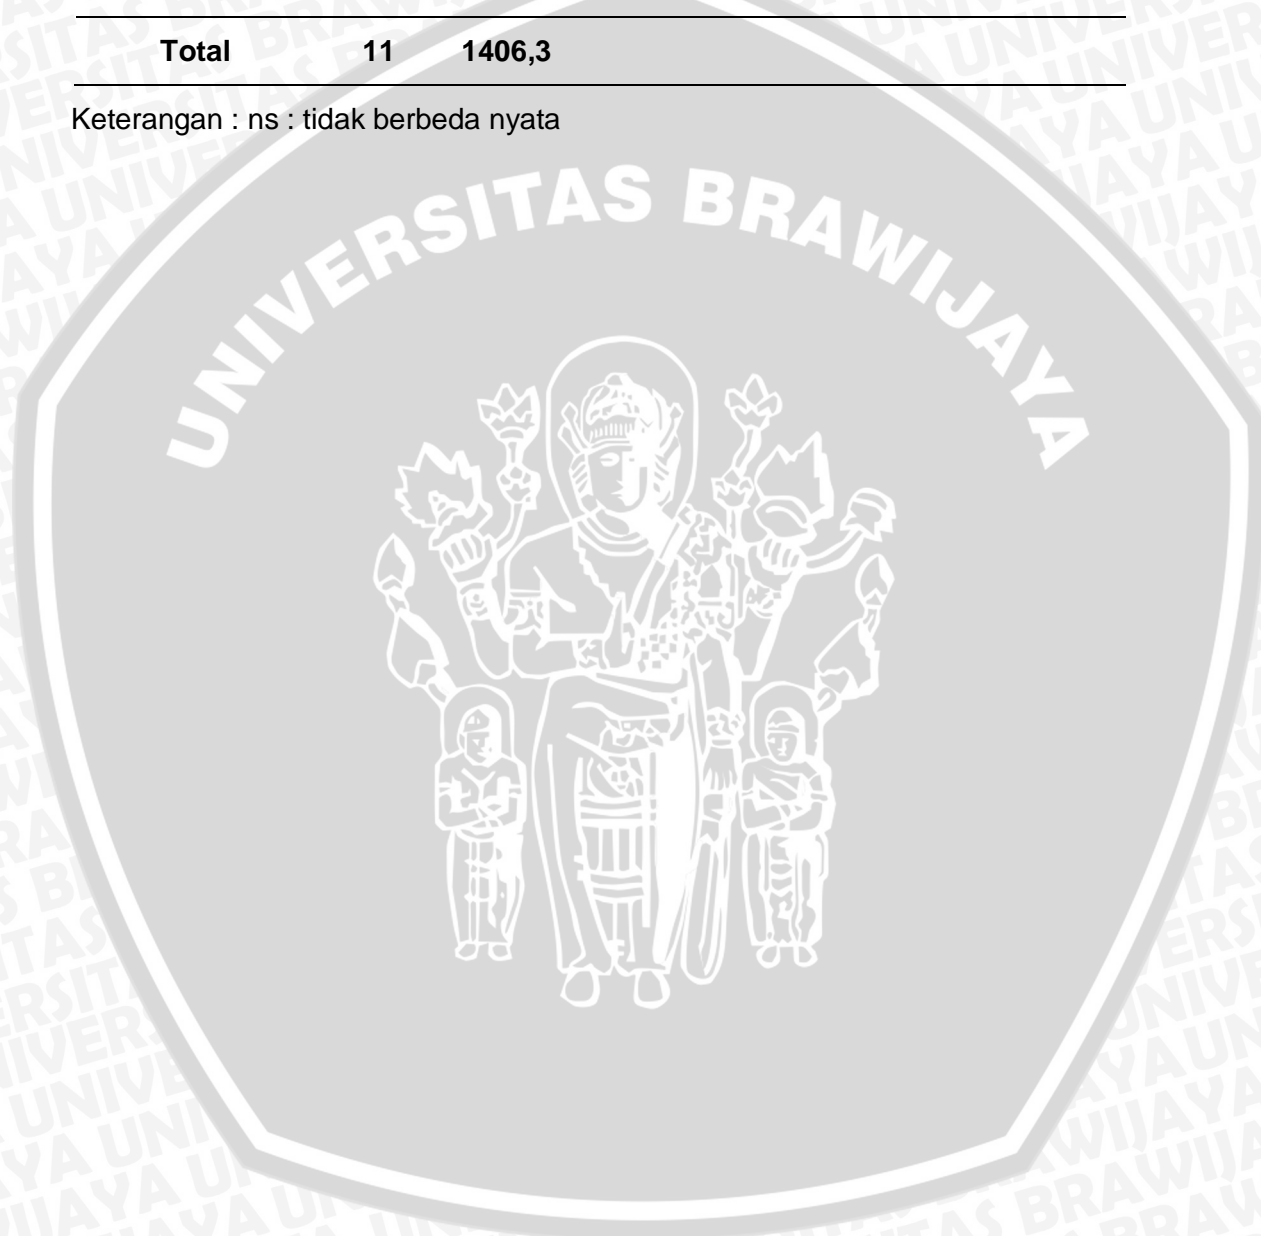 Total 11 1406,3
Keterangan : ns : tidak berbeda nyata
UNIVERSITAS BRAWIJAYA